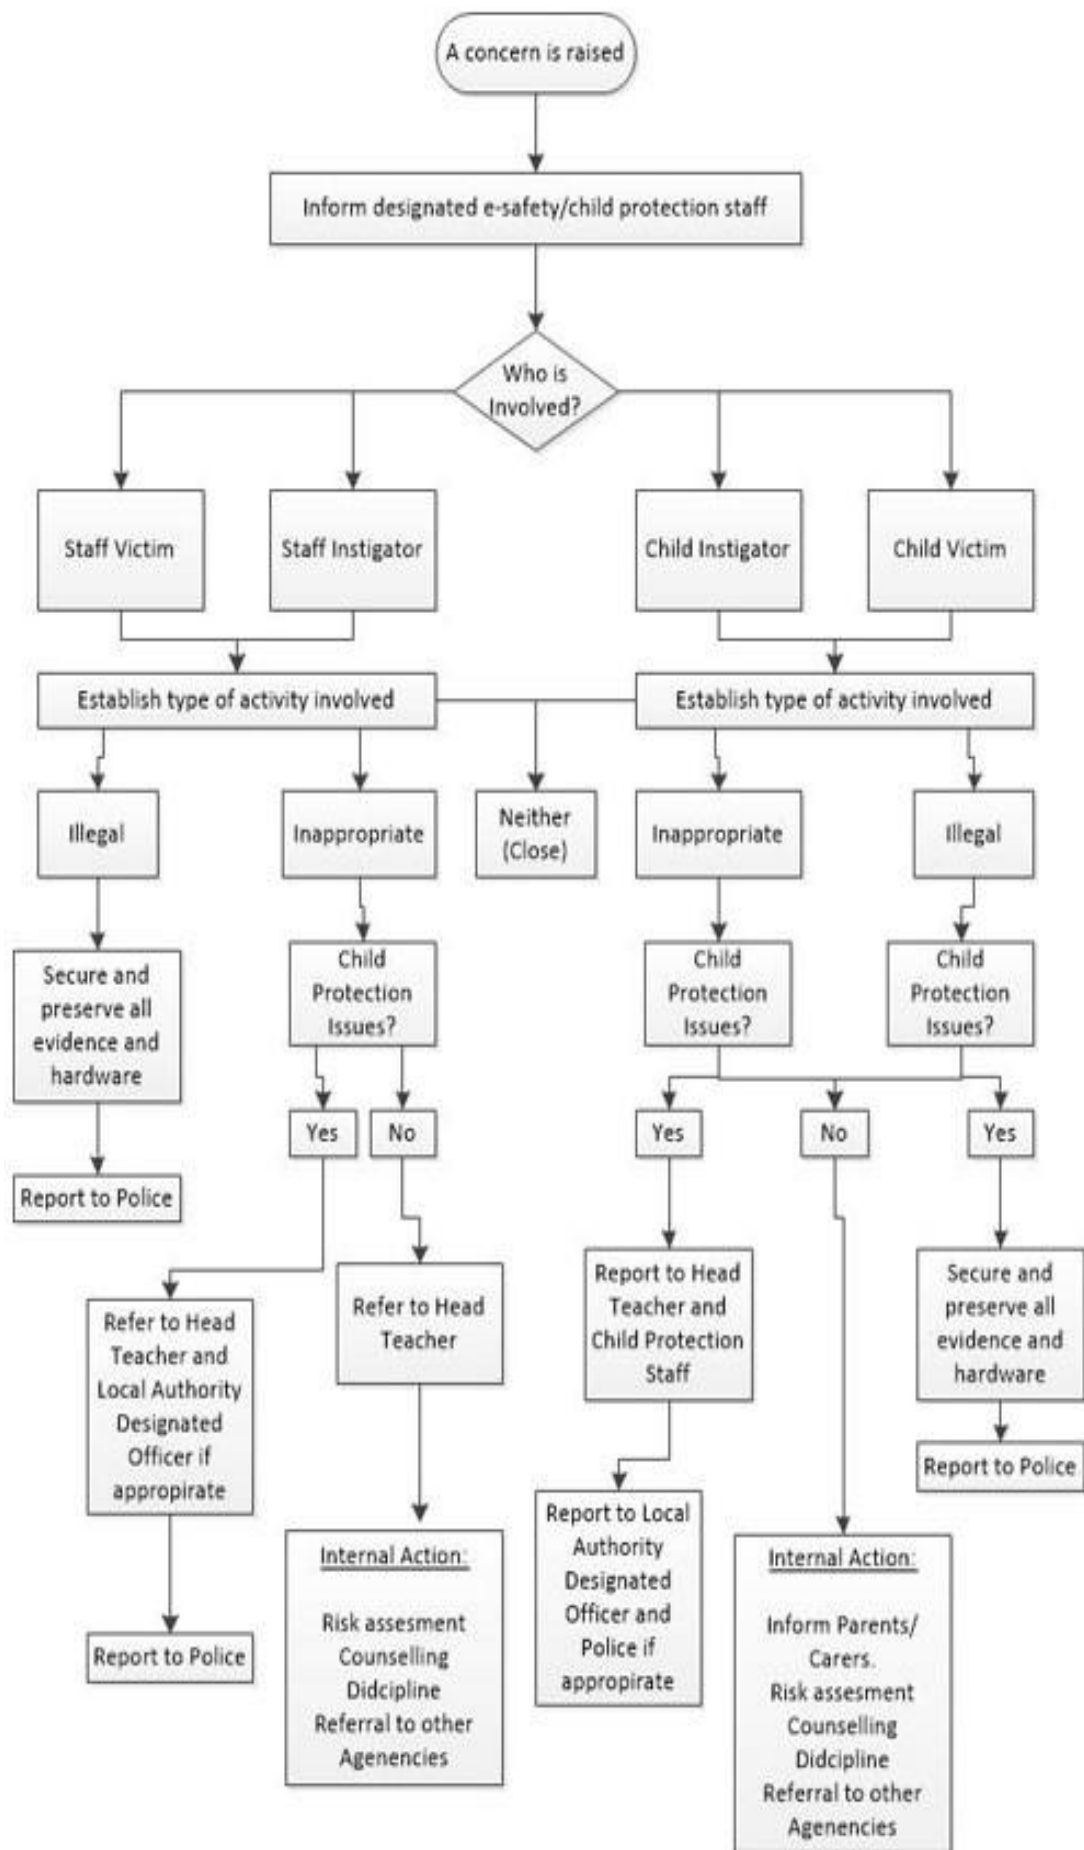 A concern is raised
Inform designated e-safety/child protection staff
Who is
Involved?
Staff Victim
Staff Instigator
Child Instigator
Child Victim
Establish type of activity involved
Establish type of activity involved
Illegal
Inappropriate
Neither
(Close)
Inappropriate
Illegal
Secure and
preserve all
evidence and
hardware
Child
Protection
Issues?
Child
Protection
Issues?
Child
Protection
Issues?
Yes
No
Yes
No
Yes
Report to Police
Refer to Head
Teacher and
Local Authority
Designated
Officer if
appropirate
Refer to Head
Teacher
Report to Head
Teacher and
Child Protection
Staff
Secure and
preserve all
evidence and
hardware
Report to Police
Report to Police
Internal Action:
Risk assesment
Counselling
Didcipline
Referral to other
Agenencies
Report to Local
Authority
Designated
Officer and
Police if
appropirate
Internal Action:
Inform Parents/
Carers.
Risk assesment
Counselling
Didcipline
Referral to other
Agenencies